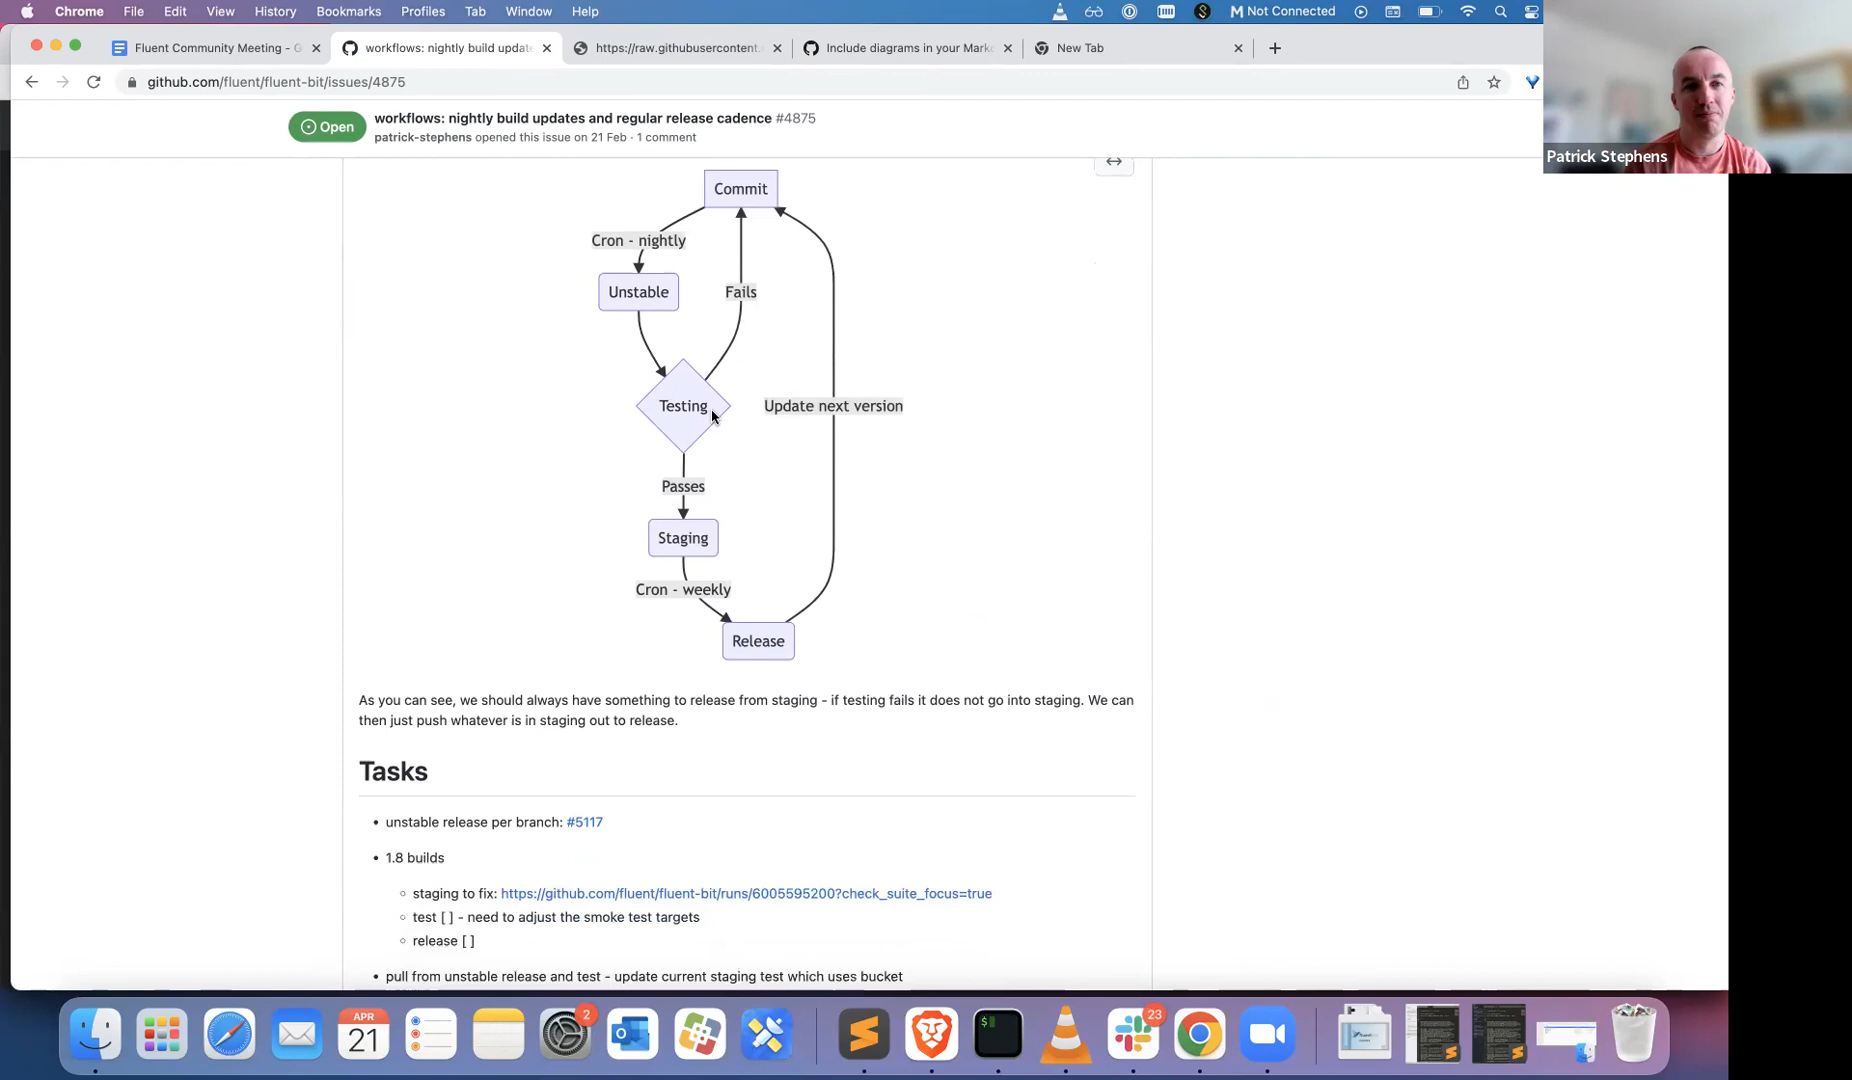 Chrome File Edit View History Bookmarks Profiles Tab Window Help
Not Connected
Fluent Community Meeting - G
workflows: nightly build update
https://raw.githubusercontent.
Include diagrams in your Mark
New Tab
github.com/fluent/fluent-bit/issues/4875
Open
workflows: nightly build updates and regular release cadence #4875
patrick-stephens opened this issue on 21 Feb · 1 comment
Patrick Stephens
Commit
Cron - nightly
Unstable
Fails
Testing
Update next version
Passes
Staging
Cron - weekly
Release
As you can see, we should always have something to release from staging - if testing fails it does not go into staging. We can
then just push whatever is in staging out to release.
Tasks
• unstable release per branch: #5117
• 1.8 builds
◦ staging to fix: https://github.com/fluent/fluent-bit/runs/6005595200?check_suite_focus=true
◦ test [ ] - need to adjust the smoke test targets
◦ release [ ]
• pull from unstable release and test - update current staging test which uses bucket
APR
21
2
23